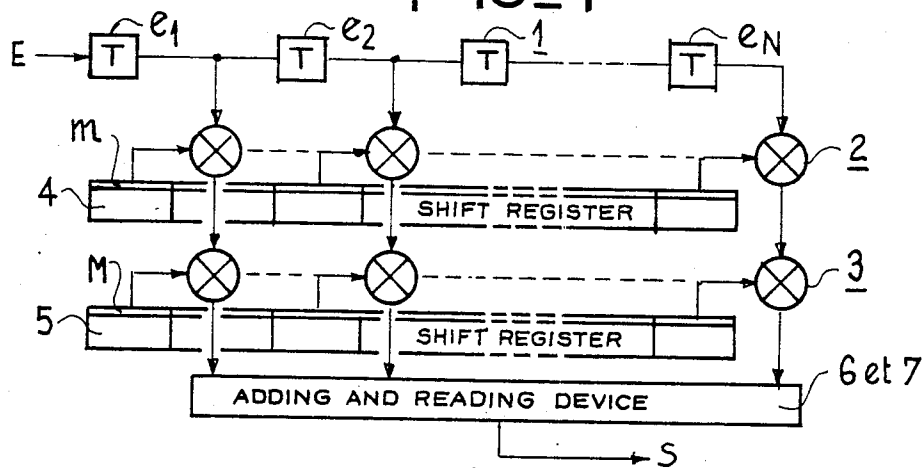 e1 e2 1 eN
E T T T T
m 2
4 SHIFT REGISTER
M 3
5 SHIFT REGISTER
6 et 7
ADDING AND READING DEVICE
S